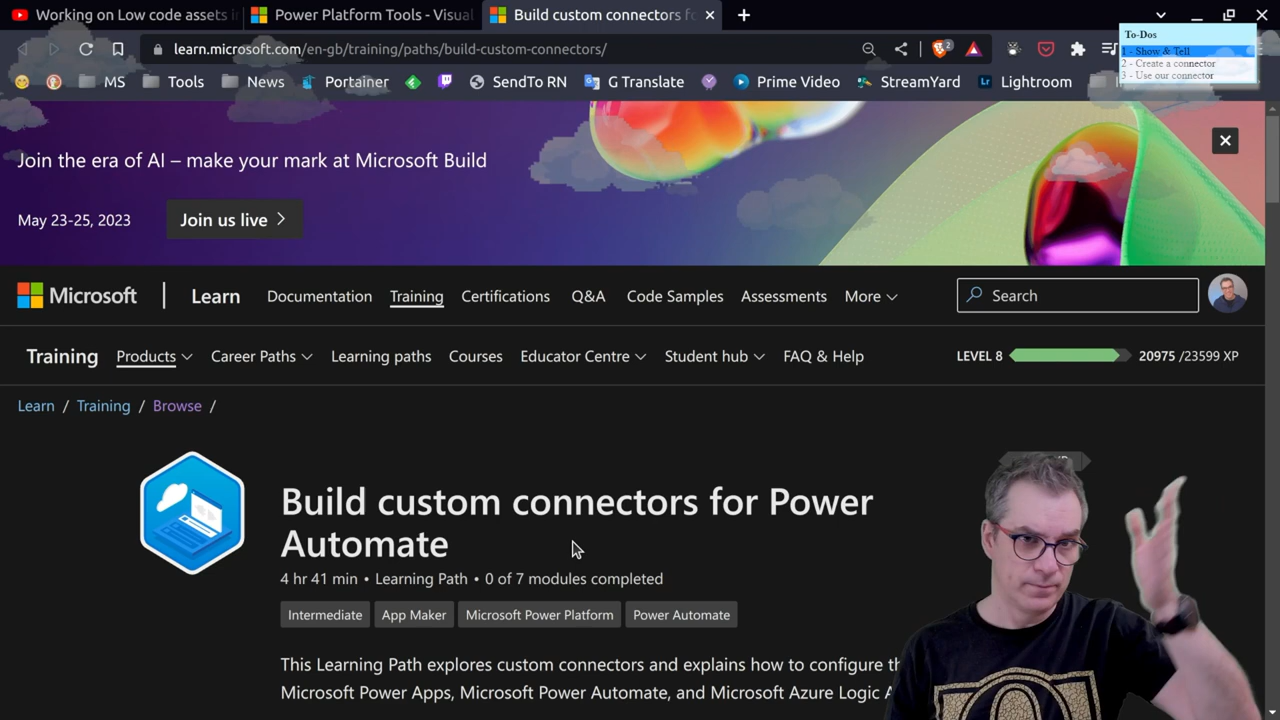 Working on Low code assets i
Power Platform Tools - Visual
Build custom connectors fo
learn.microsoft.com/en-gb/training/paths/build-custom-connectors/
2
To-Dos
1 - Show & Tell
2 - Create a connector
3 - Use our connector
MS
Tools
News
Portainer
SendTo RN
G Translate
Prime Video
StreamYard
Lr Lightroom
Join the era of AI – make your mark at Microsoft Build
May 23-25, 2023
Join us live
Microsoft
Learn
Documentation
Training
Certifications
Q&A
Code Samples
Assessments
More
Search
Training
Products
Career Paths
Learning paths
Courses
Educator Centre
Student hub
FAQ & Help
LEVEL 8
20975 /23599 XP
Learn / Training / Browse /
Build custom connectors for Power
Automate
4 hr 41 min • Learning Path • 0 of 7 modules completed
Intermediate
App Maker
Microsoft Power Platform
Power Automate
This Learning Path explores custom connectors and explains how to configure
Microsoft Power Apps, Microsoft Power Automate, and Microsoft Azure Logic